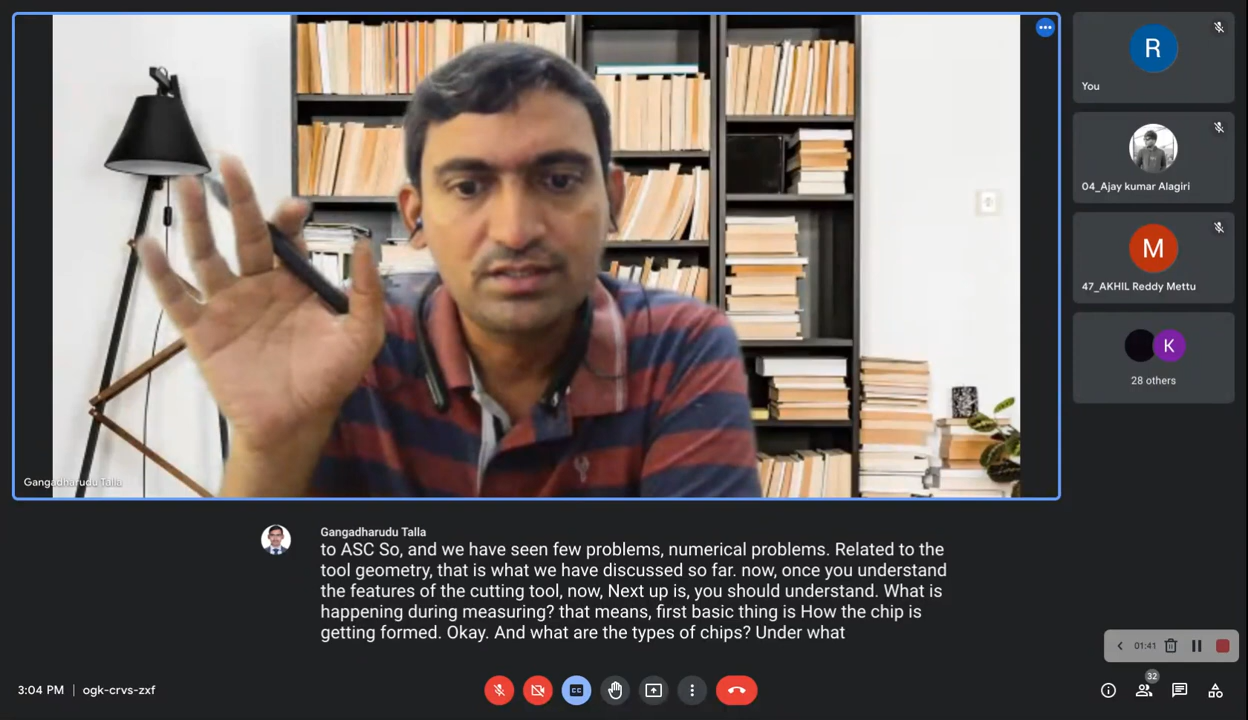 R
You
04_Ajay kumar Alagiri
M
47_AKHIL Reddy Mettu
K
28 others
Gangadharudu Talla
Gangadharudu Talla
to ASC So, and we have seen few problems, numerical problems. Related to the
tool geometry, that is what we have discussed so far. now, once you understand
the features of the cutting tool, now, Next up is, you should understand. What is
happening during measuring? that means, first basic thing is How the chip is
getting formed. Okay. And what are the types of chips? Under what
01:41
3:04 PM | ogk-crvs-zxf
CC
32